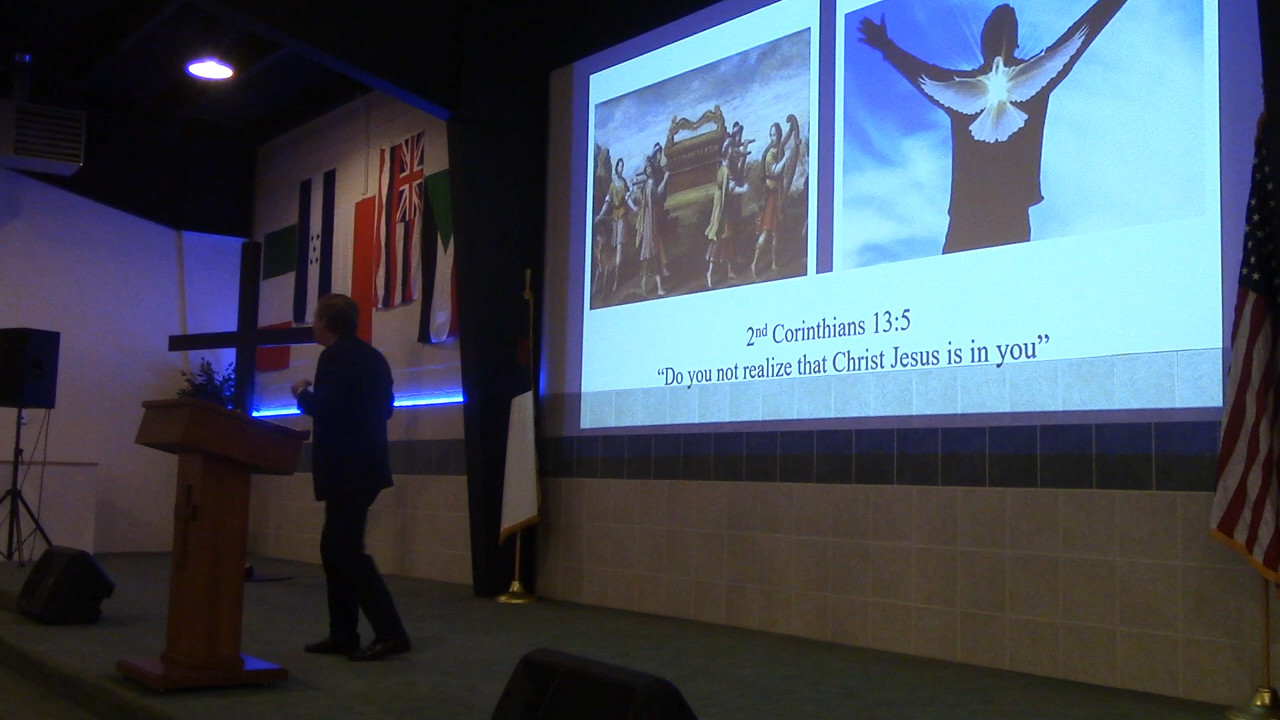 2nd Corinthians 13:5
“Do you not realize that Christ Jesus is in you”